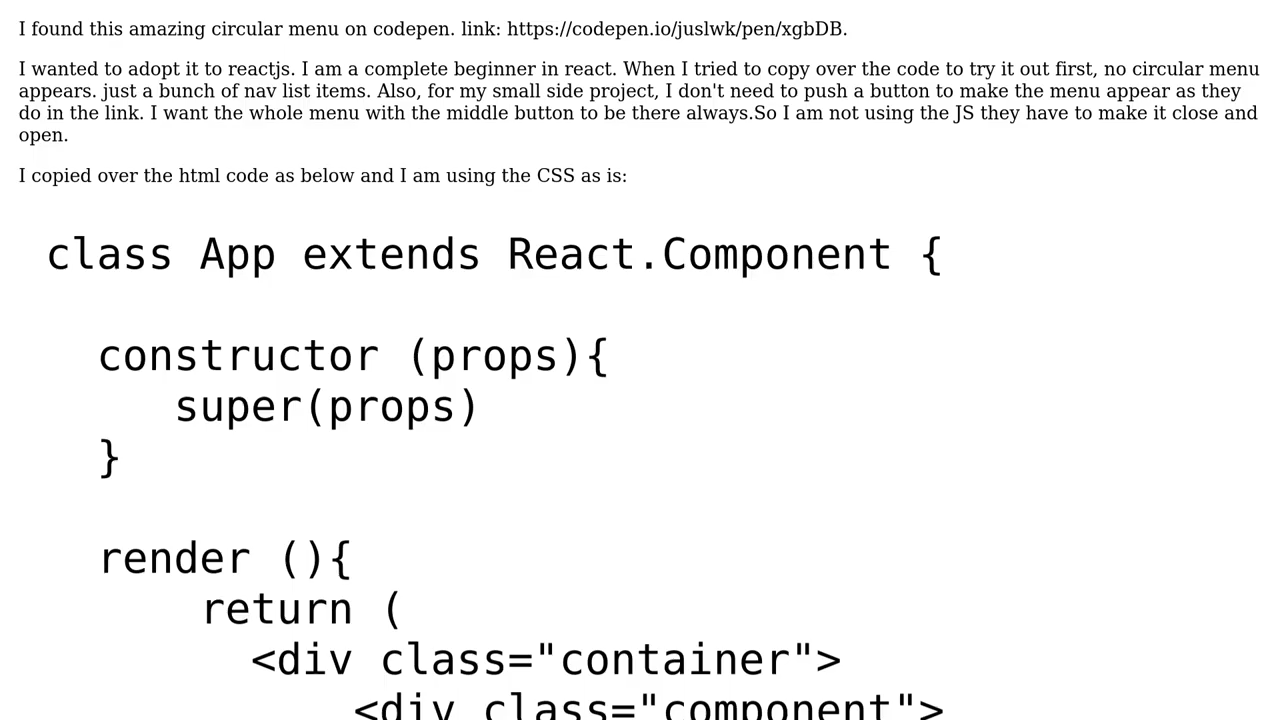 I found this amazing circular menu on codepen. link: https://codepen.io/juslwk/pen/xgbDB.
I wanted to adopt it to reactjs. I am a complete beginner in react. When I tried to copy over the code to try it out first, no circular menu
appears. just a bunch of nav list items. Also, for my small side project, I don't need to push a button to make the menu appear as they
do in the link. I want the whole menu with the middle button to be there always.So I am not using the JS they have to make it close and
open.
I copied over the html code as below and I am using the CSS as is:
class App extends React.Component {
constructor (props){
super(props)
}
render (){
return (
<div class="container">
<div class="component">